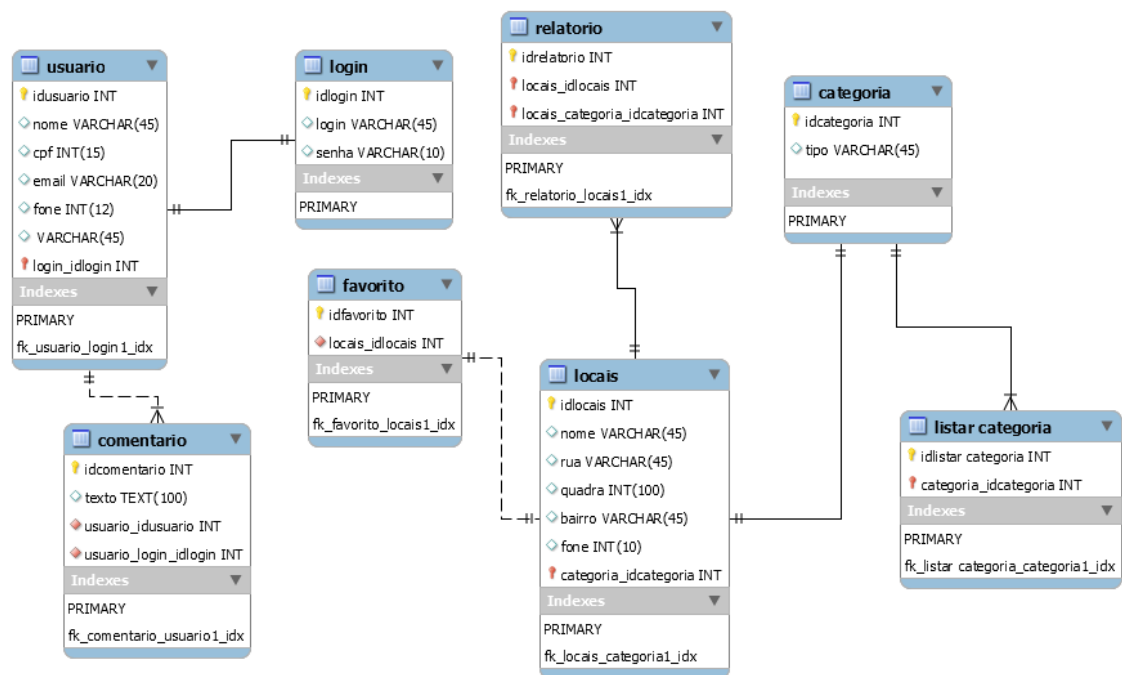 usuario
idusuario INT
nome VARCHAR(45)
cpf INT(15)
email VARCHAR(20)
fone INT(12)
VARCHAR(45)
login_idlogin INT
Indexes
PRIMARY
fk_usuario_login1_idx
login
idlogin INT
login VARCHAR(45)
senha VARCHAR(10)
Indexes
PRIMARY
relatorio
idrelatorio INT
locais_idlocais INT
locais_categoria_idcategoria INT
Indexes
PRIMARY
fk_relatorio_locais1_idx
categoria
idcategoria INT
tipo VARCHAR(45)
Indexes
PRIMARY
favorito
idfavorito INT
locais_idlocais INT
Indexes
PRIMARY
fk_favorito_locais1_idx
locais
idlocais INT
nome VARCHAR(45)
rua VARCHAR(45)
quadra INT(100)
bairro VARCHAR(45)
fone INT(10)
categoria_idcategoria INT
Indexes
PRIMARY
fk_locais_categoria1_idx
comentario
idcomentario INT
texto TEXT(100)
usuario_idusuario INT
usuario_login_idlogin INT
Indexes
PRIMARY
fk_comentario_usuario1_idx
listar categoria
idlistar categoria INT
categoria_idcategoria INT
Indexes
PRIMARY
fk_listar categoria_categoria1_idx